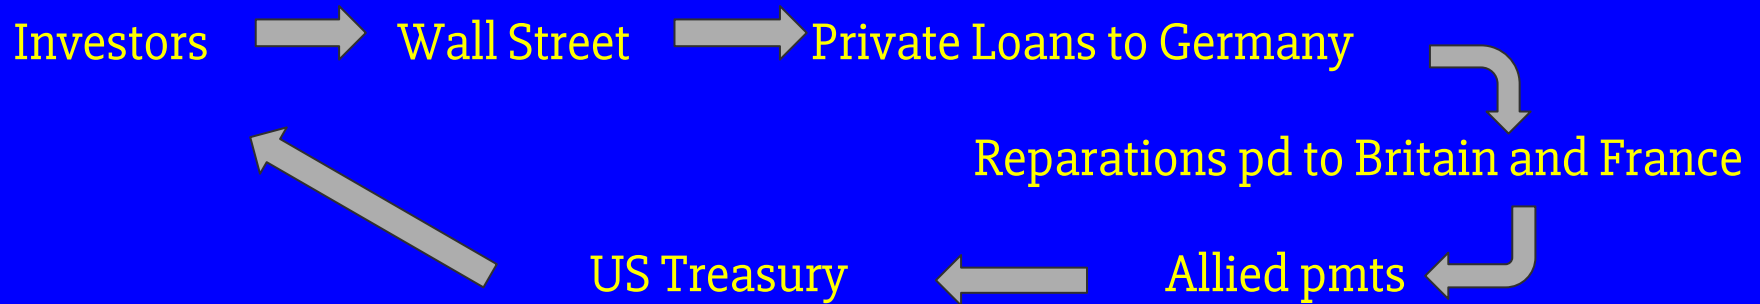 Investors Wall Street Private Loans to Germany
Reparations pd to Britain and France
US Treasury Allied pmts